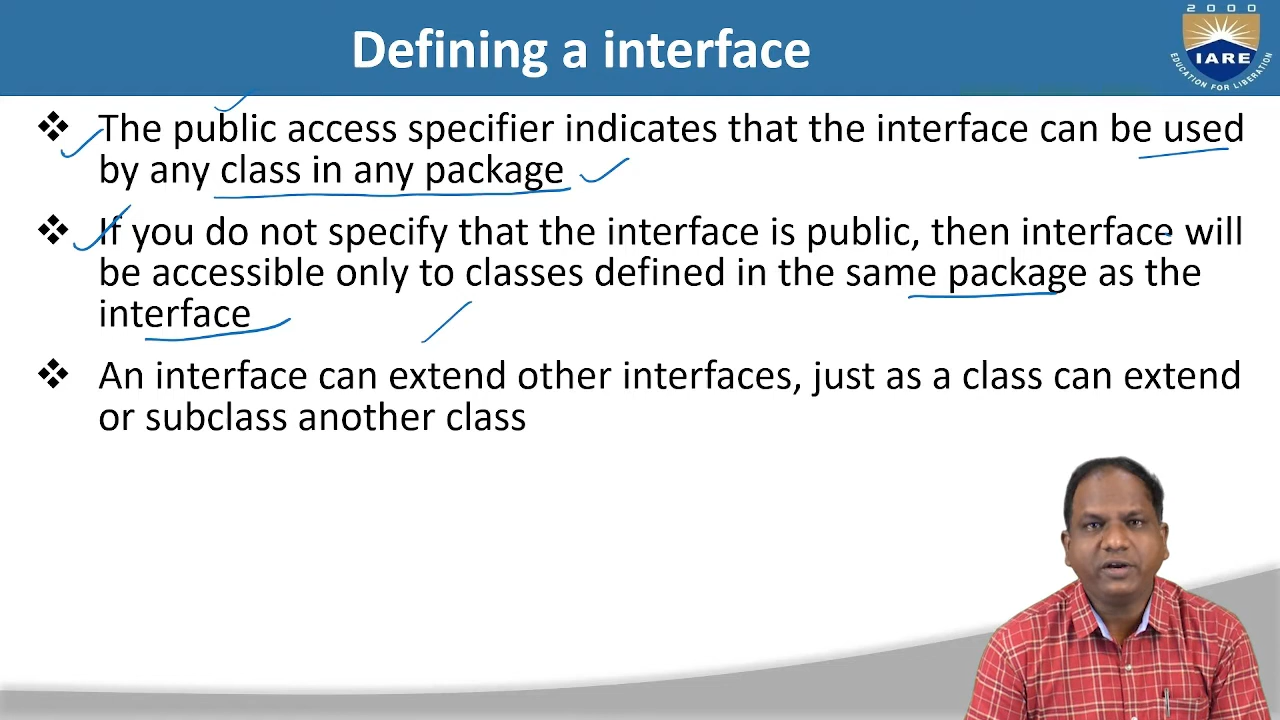 Defining a interface
2 0 0 0
IARE
EDUCATION FOR LIBERATION
❖ The public access specifier indicates that the interface can be used
by any class in any package
❖ If you do not specify that the interface is public, then interface will
be accessible only to classes defined in the same package as the
interface
❖ An interface can extend other interfaces, just as a class can extend
or subclass another class